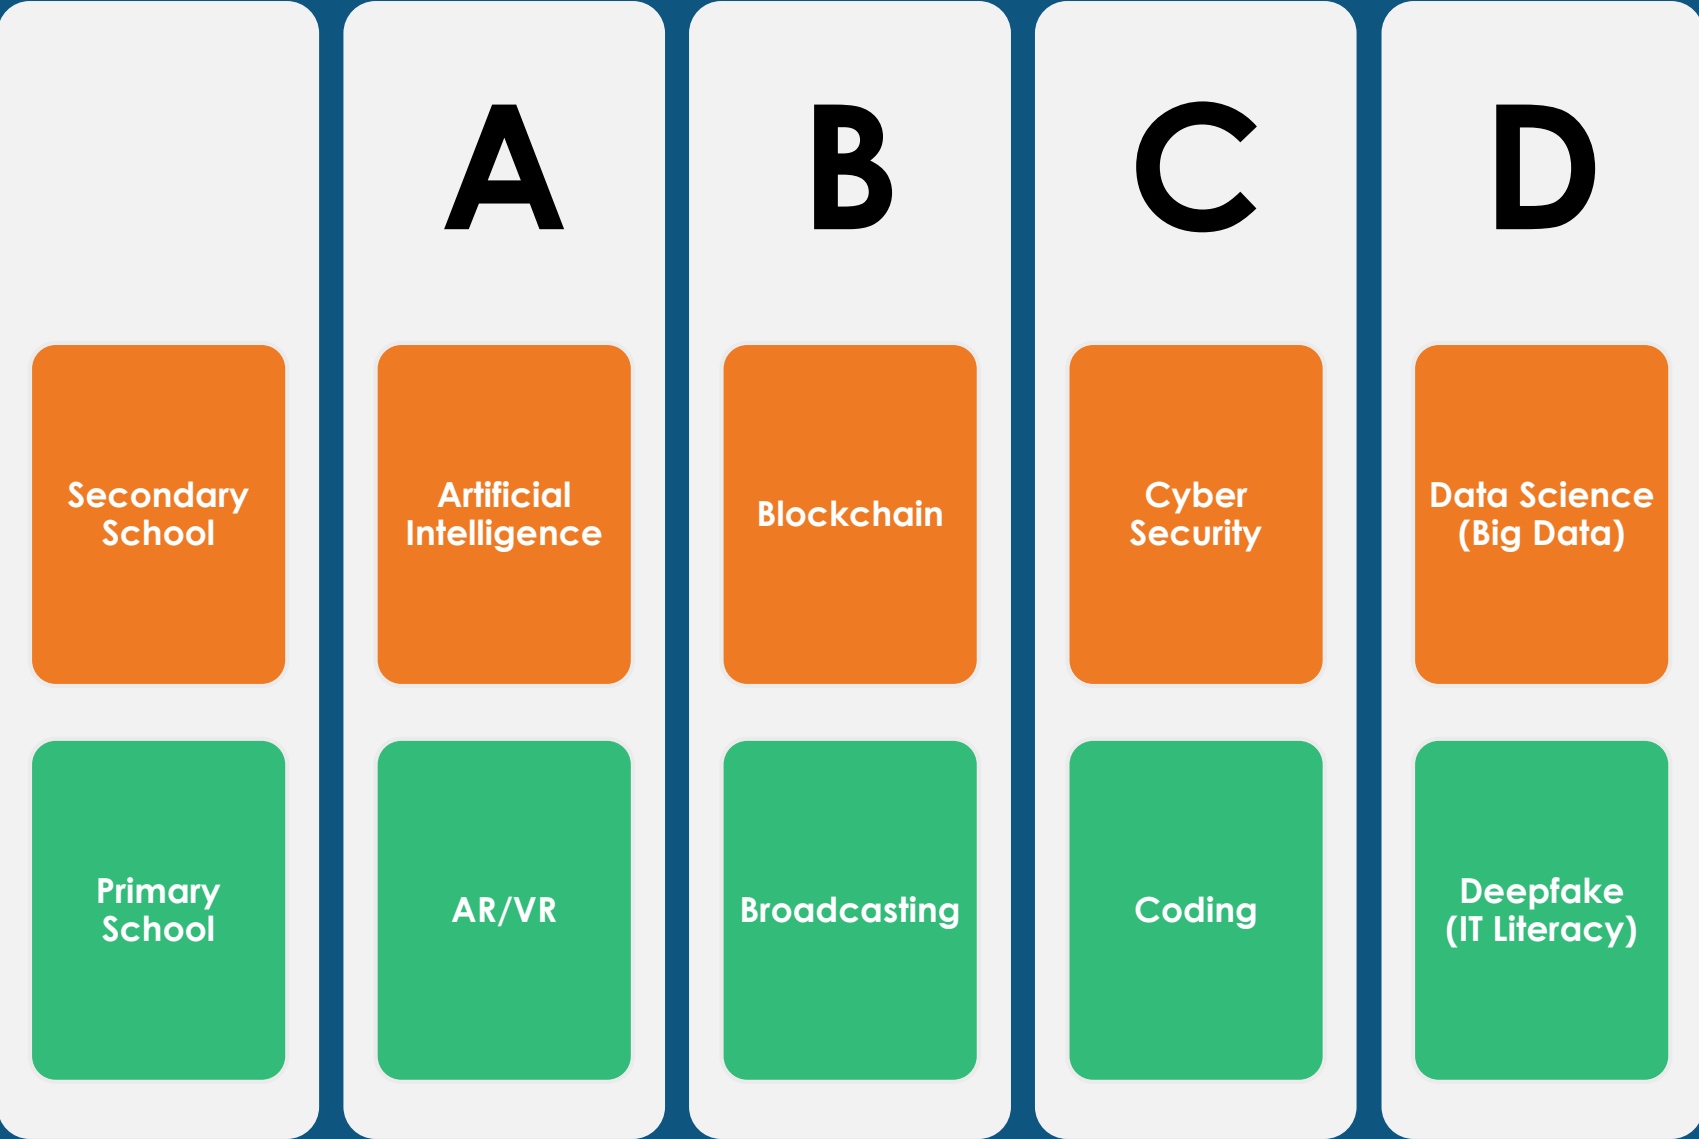 A
B
C
D
Secondary
School
Artificial
Intelligence
Blockchain
Cyber
Security
Data Science
(Big Data)
Primary
School
AR/VR
Broadcasting
Coding
Deepfake
(IT Literacy)